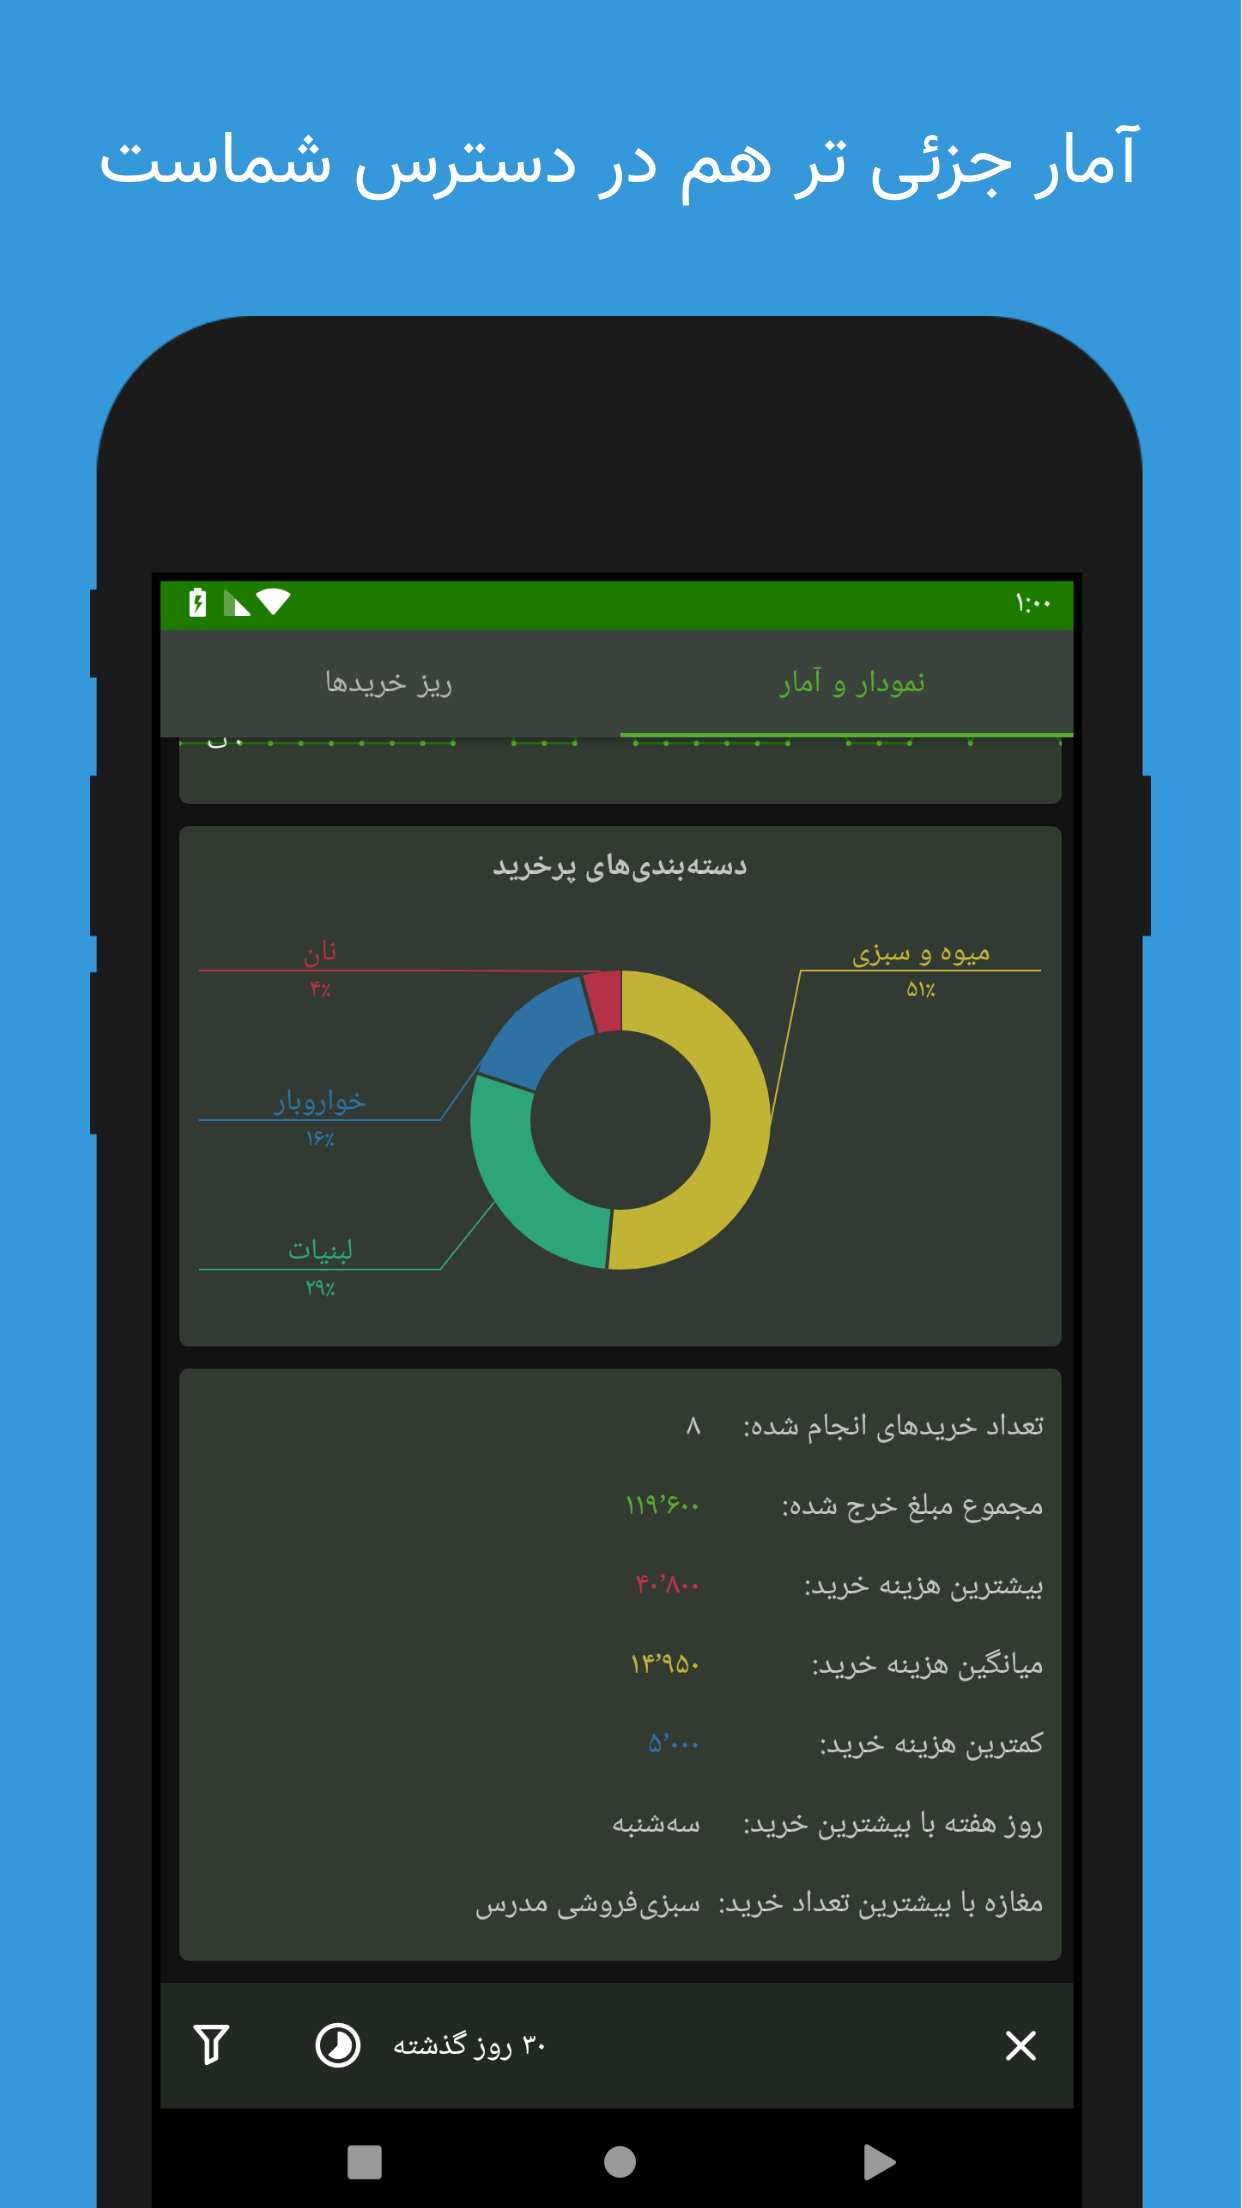 آمار جزئی تر هم در دسترس شماست
۱:۰۰
نمودار و آمار
ریز خریدها
دسته‌بندی‌های پرخرید
میوه و سبزی
۵۱٪
نان
۴٪
خواروبار
۱۶٪
لبنیات
۲۹٪
تعداد خریدهای انجام شده: ۸
مجموع مبلغ خرج شده: ۱۱۹٬۶۰۰
بیشترین هزینه خرید: ۴۰٬۸۰۰
میانگین هزینه خرید: ۱۴٬۹۵۰
کمترین هزینه خرید: ۵٬۰۰۰
روز هفته با بیشترین خرید: سه‌شنبه
مغازه با بیشترین تعداد خرید: سبزی‌فروشی مدرس
۳۰ روز گذشته